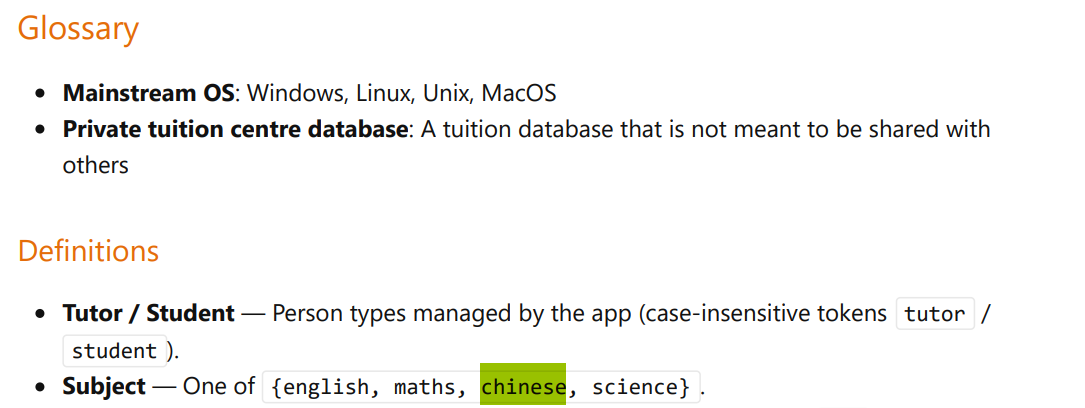 Glossary
• Mainstream OS: Windows, Linux, Unix, MacOS
• Private tuition centre database: A tuition database that is not meant to be shared with
others
Definitions
• Tutor / Student — Person types managed by the app (case-insensitive tokens tutor /
student ).
• Subject — One of {english, maths, chinese, science} .